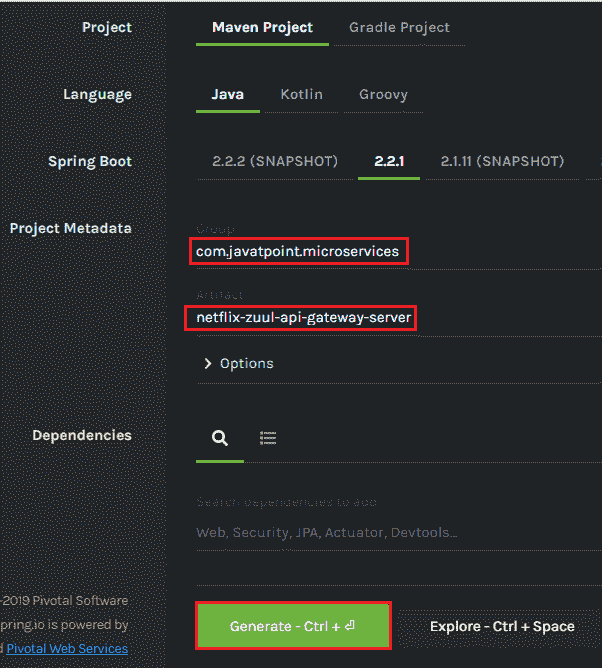 Project Maven Project Gradle Project
Language Java Kotlin Groovy
Spring Boot 2.2.2 (SNAPSHOT) 2.2.1 2.1.11 (SNAPSHOT)
Project Metadata
Group
com.javatpoint.microservices
Artifact
netflix-zuul-api-gateway-server
Options
Dependencies
Search dependencies to add
Web, Security, JPA, Actuator, Devtools...
-2019 Pivotal Software
pring.io is powered by
d Pivotal Web Services
Generate - Ctrl + ⏎
Explore - Ctrl + Space